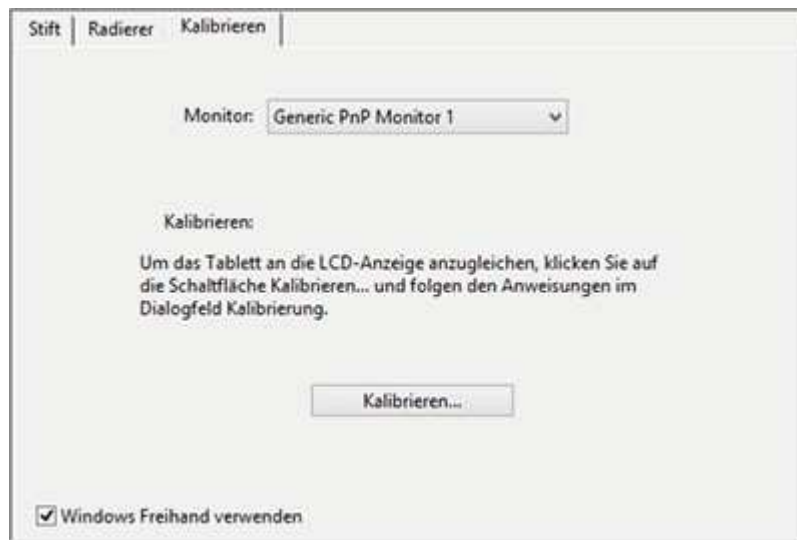 Stift Radierer Kalibrieren
Monitor: Generic PnP Monitor 1
Kalibrieren:
Um das Tablett an die LCD-Anzeige anzugleichen, klicken Sie auf
die Schaltfläche Kalibrieren... und folgen den Anweisungen im
Dialogfeld Kalibrierung.
Kalibrieren...
Windows Freihand verwenden